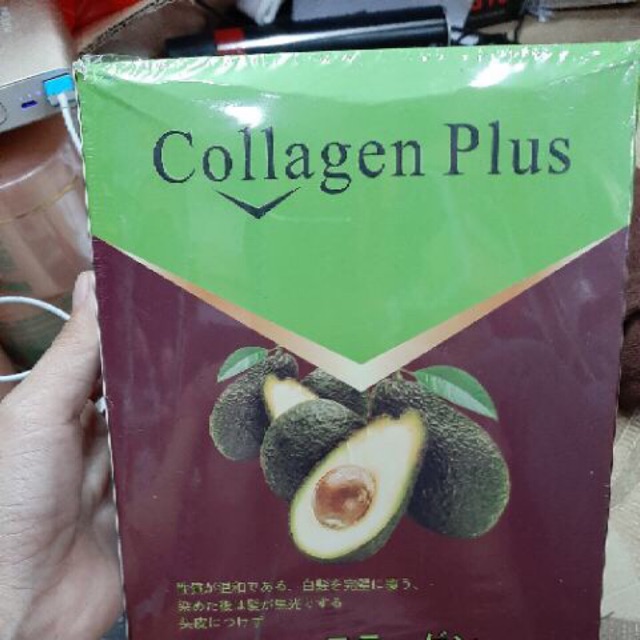 Collagen Plus
性質が温和である、白髪を完璧に覆う、
染めた後は髪が生光りする
頭皮につけず